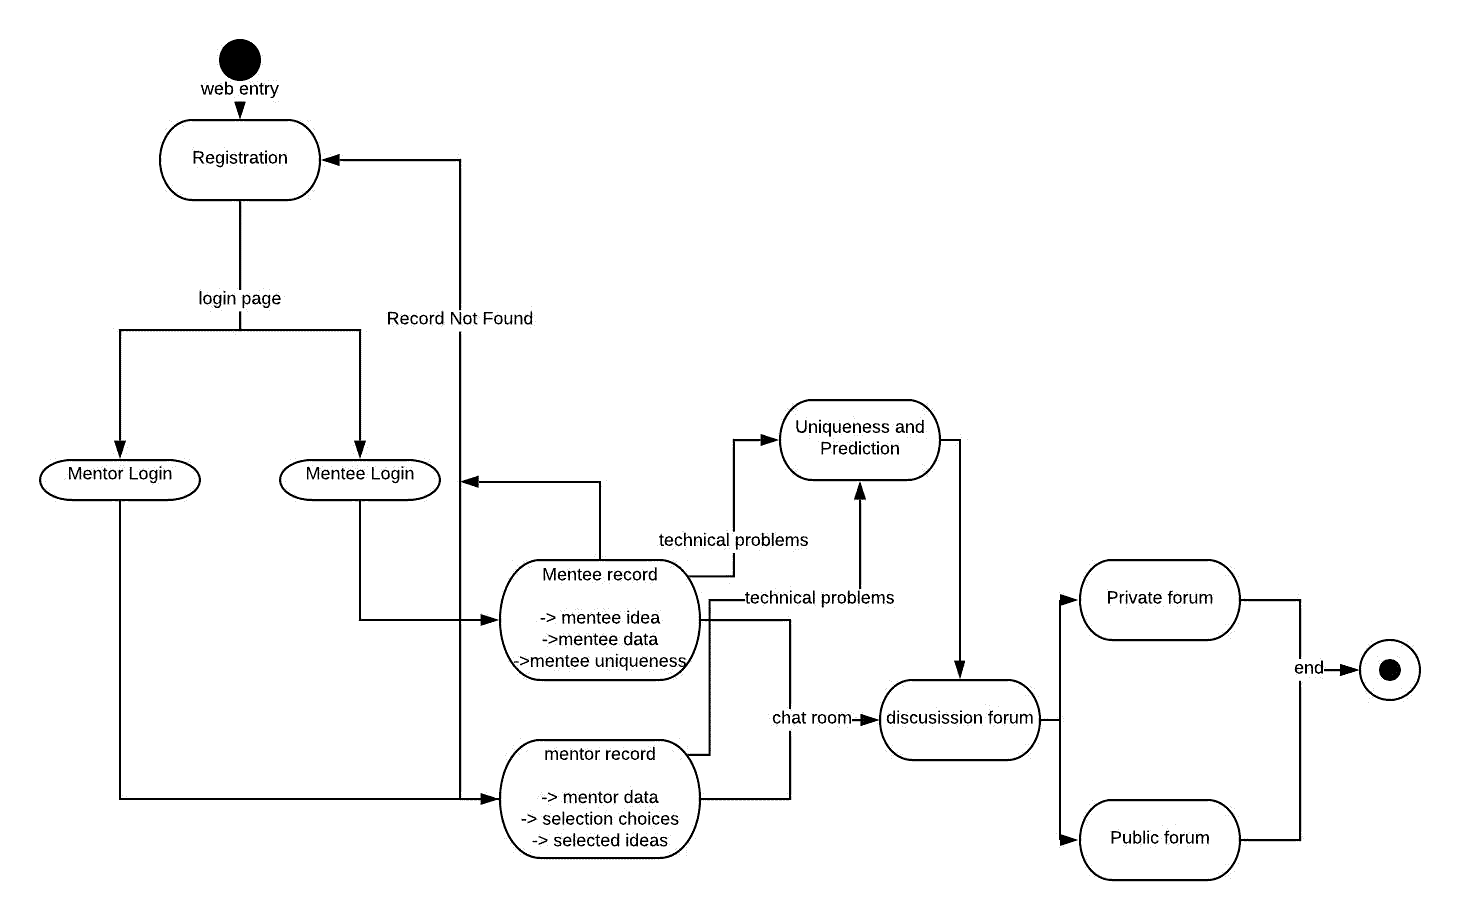 web entry
Registration
login page
Record Not Found
Mentor Login
Mentee Login
Uniqueness and
Prediction
technical problems
Mentee record
-> mentee idea
->mentee data
->mentee uniqueness
technical problems
chat room
discusission forum
Private forum
end
mentor record
-> mentor data
-> selection choices
-> selected ideas
Public forum